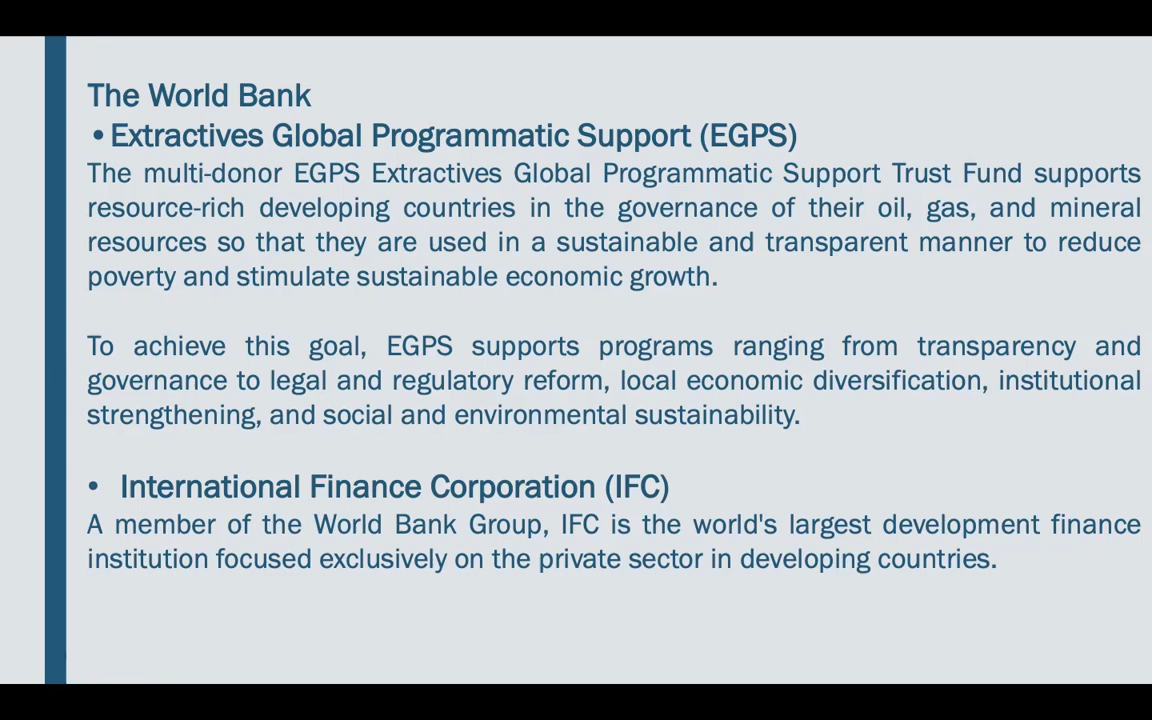 The World Bank
•Extractives Global Programmatic Support (EGPS)
The multi-donor EGPS Extractives Global Programmatic Support Trust Fund supports
resource-rich developing countries in the governance of their oil, gas, and mineral
resources so that they are used in a sustainable and transparent manner to reduce
poverty and stimulate sustainable economic growth.
To achieve this goal, EGPS supports programs ranging from transparency and
governance to legal and regulatory reform, local economic diversification, institutional
strengthening, and social and environmental sustainability.
• International Finance Corporation (IFC)
A member of the World Bank Group, IFC is the world's largest development finance
institution focused exclusively on the private sector in developing countries.